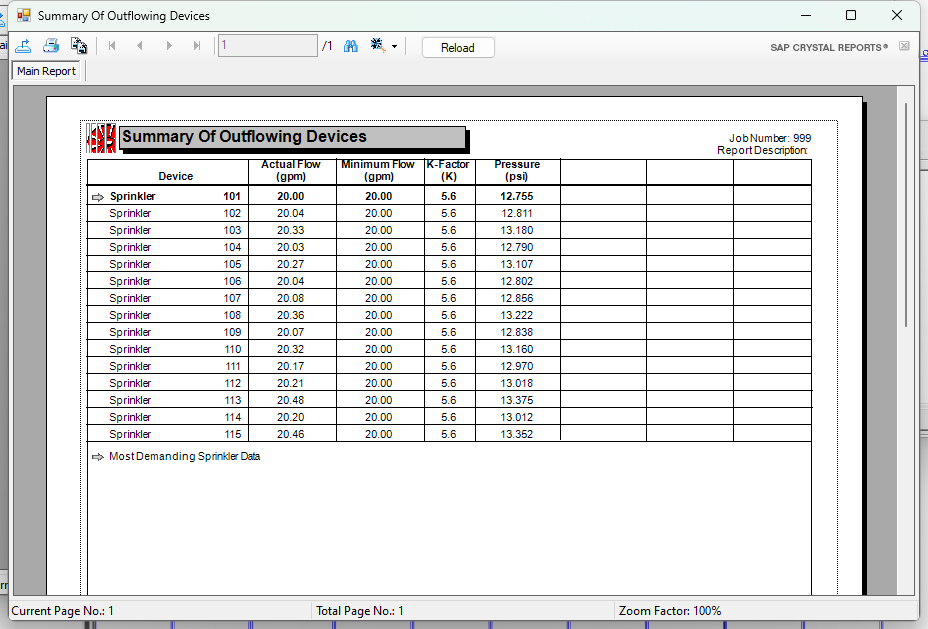 Summary Of Outflowing Devices
1 /1 Reload SAP CRYSTAL REPORTS®
Main Report
Summary Of Outflowing Devices
Job Number: 999
Report Description:
Device Actual Flow (gpm) Minimum Flow (gpm) K-Factor (K) Pressure (psi)
Sprinkler 101 20.00 20.00 5.6 12.755
Sprinkler 102 20.04 20.00 5.6 12.811
Sprinkler 103 20.33 20.00 5.6 13.180
Sprinkler 104 20.03 20.00 5.6 12.790
Sprinkler 105 20.27 20.00 5.6 13.107
Sprinkler 106 20.04 20.00 5.6 12.802
Sprinkler 107 20.08 20.00 5.6 12.856
Sprinkler 108 20.36 20.00 5.6 13.222
Sprinkler 109 20.07 20.00 5.6 12.838
Sprinkler 110 20.32 20.00 5.6 13.160
Sprinkler 111 20.17 20.00 5.6 12.970
Sprinkler 112 20.21 20.00 5.6 13.018
Sprinkler 113 20.48 20.00 5.6 13.375
Sprinkler 114 20.20 20.00 5.6 13.012
Sprinkler 115 20.46 20.00 5.6 13.352
Most Demanding Sprinkler Data
Current Page No.: 1 Total Page No.: 1 Zoom Factor: 100%